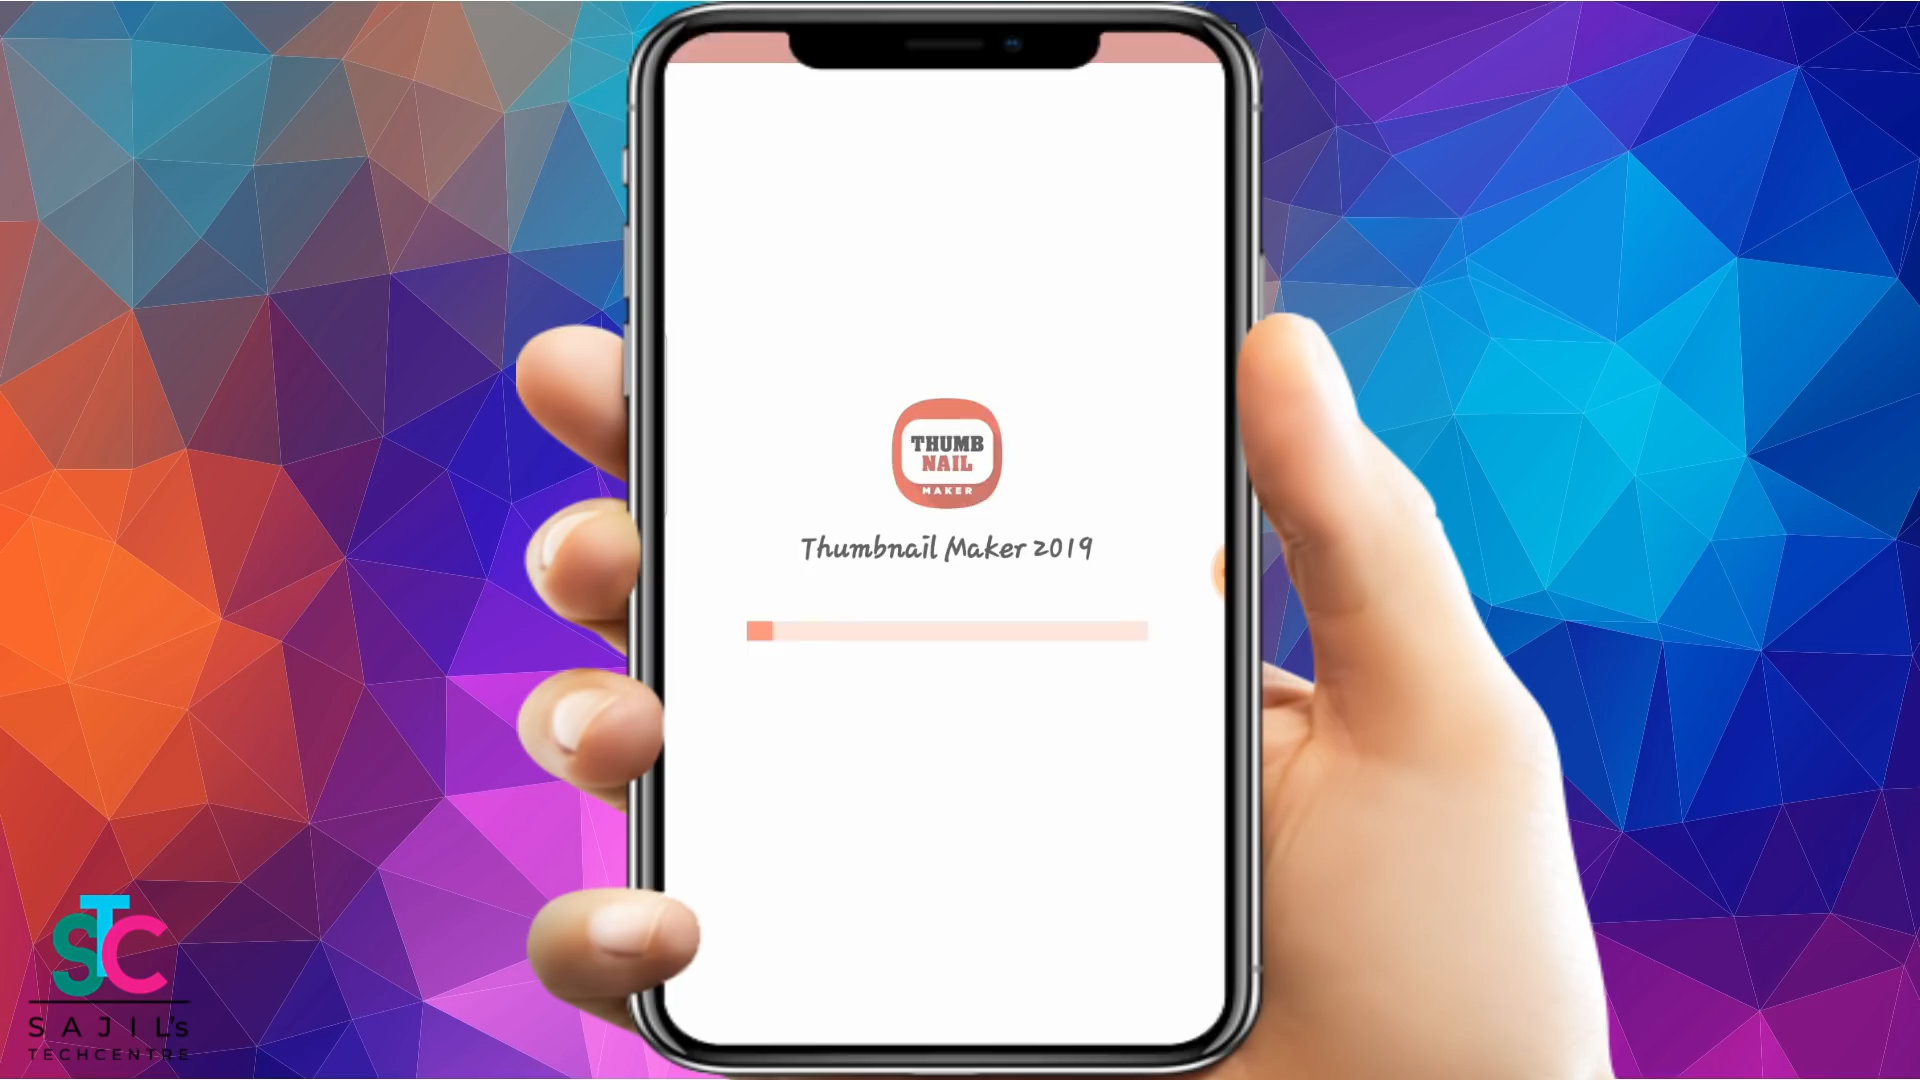 THUMB
NAIL
MAKER
Thumbnail Maker 2019
STC
SAJIL's
TECHCENTRE